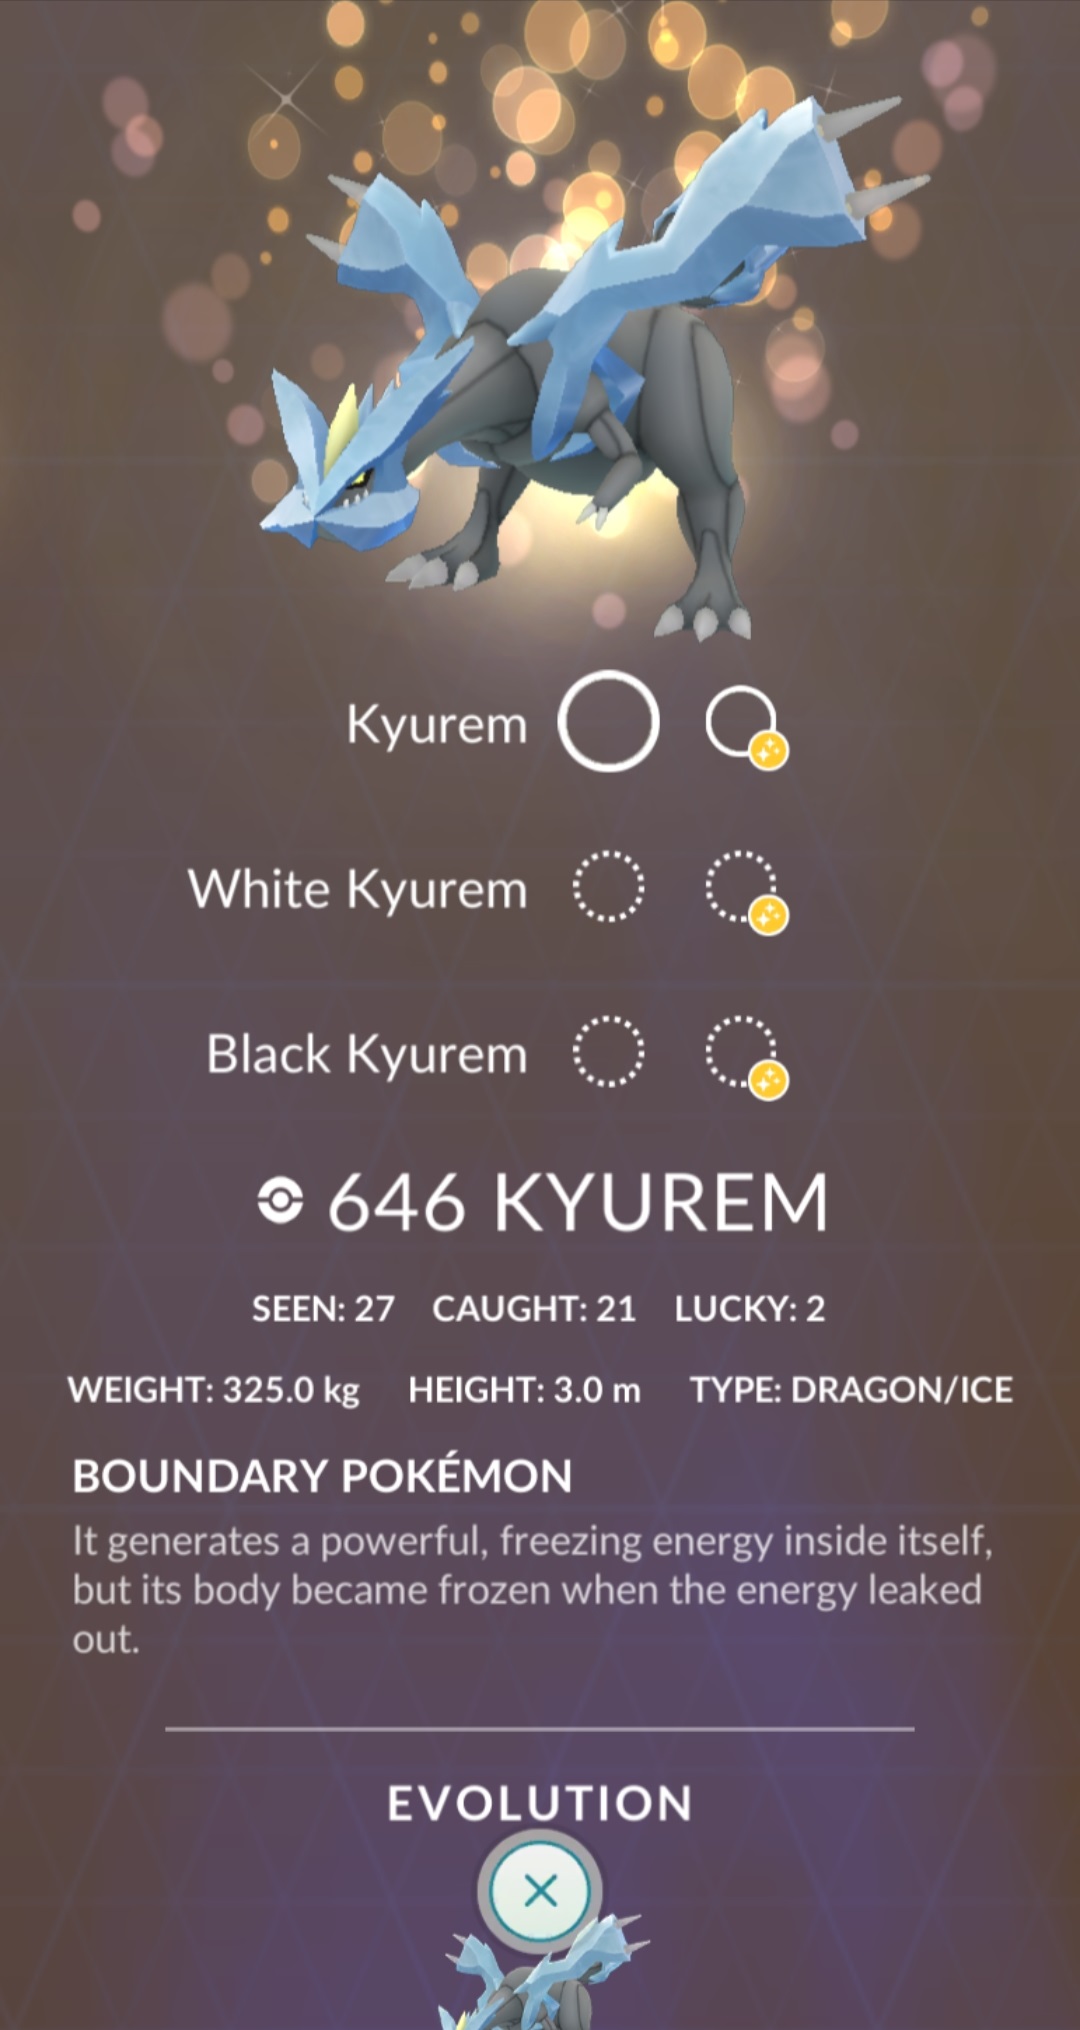 Kyurem
White Kyurem
Black Kyurem
646 KYUREM
SEEN: 27 CAUGHT: 21 LUCKY: 2
WEIGHT: 325.0 kg HEIGHT: 3.0 m TYPE: DRAGON/ICE
BOUNDARY POKÉMON
It generates a powerful, freezing energy inside itself,
but its body became frozen when the energy leaked
out.
EVOLUTION